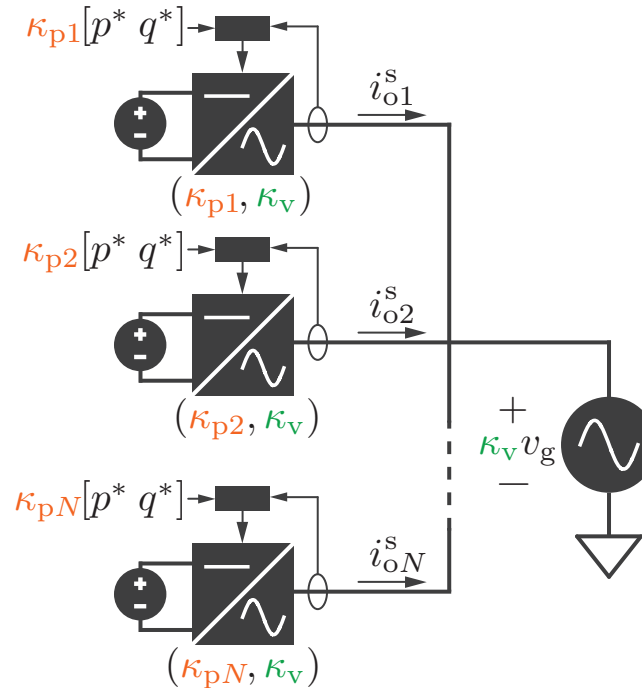 κp1[p* q*]
i^s_o1
(κp1, κv)
κp2[p* q*]
i^s_o2
(κp2, κv)
+
κv vg
−
κpN[p* q*]
i^s_oN
(κpN, κv)